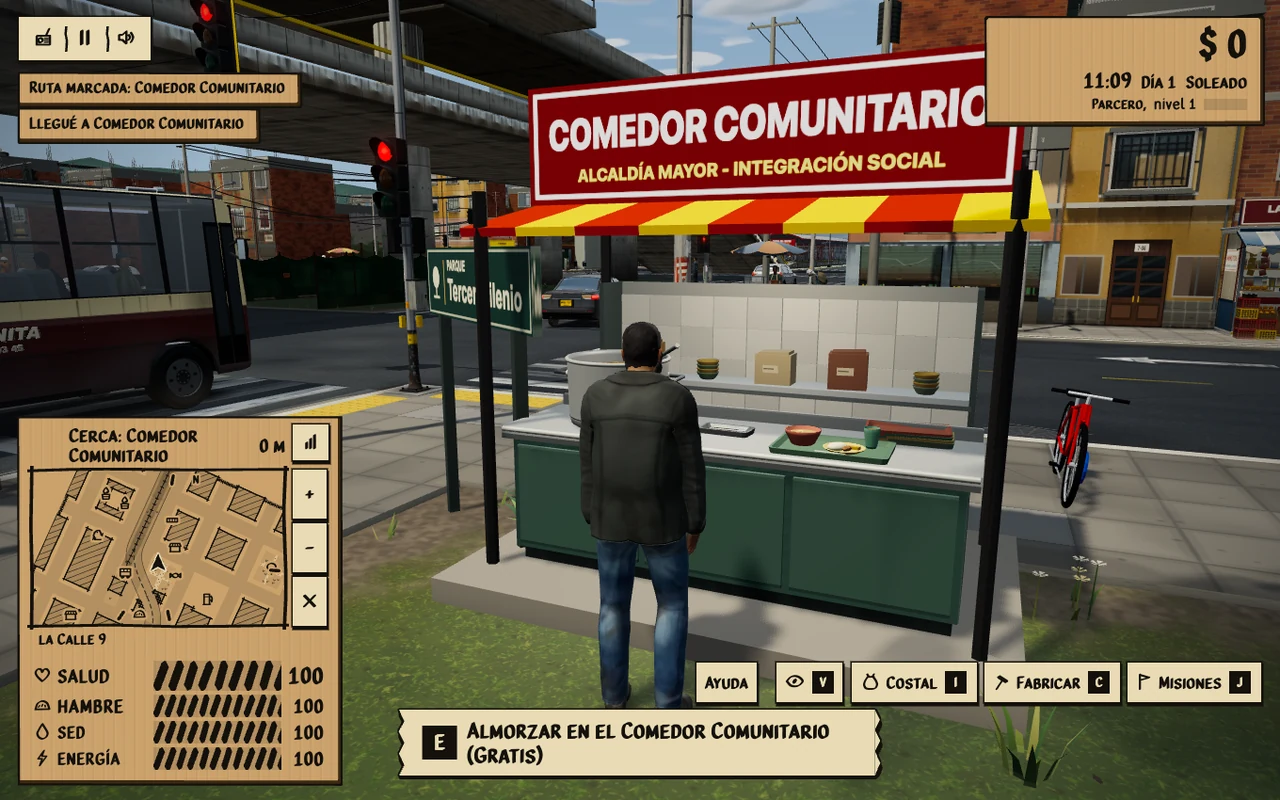 $ 0
11:09 DÍA 1 SOLEADO
PARCERO, nivel 1
RUTA MARCADA: COMEDOR COMUNITARIO
LLEGUÉ A COMEDOR COMUNITARIO
COMEDOR COMUNITARIO
ALCALDÍA MAYOR - INTEGRACIÓN SOCIAL
PARQUE
CERCA: COMEDOR
COMUNITARIO
0 M
N
+
-
X
LA CALLE 9
SALUD 100
HAMBRE 100
SED 100
ENERGÍA 100
AYUDA
V
COSTAL I
FABRICAR C
MISIONES J
E
ALMORZAR EN EL COMEDOR COMUNITARIO
(GRATIS)